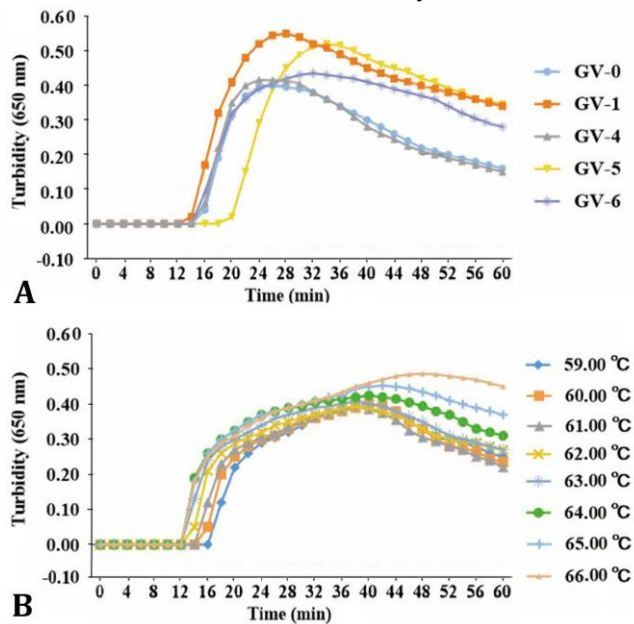 0.60
0.50
0.40
0.30
0.20
0.10
0.00
-0.10
Turbidity (650 nm)
0 4 8 12 16 20 24 28 32 36 40 44 48 52 56 60
Time (min)
GV-0
GV-1
GV-4
GV-5
GV-6
A
0.60
0.50
0.40
0.30
0.20
0.10
0.00
-0.10
Turbidity (650 nm)
0 4 8 12 16 20 24 28 32 36 40 44 48 52 56 60
Time (min)
59.00 ℃
60.00 ℃
61.00 ℃
62.00 ℃
63.00 ℃
64.00 ℃
65.00 ℃
66.00 ℃
B